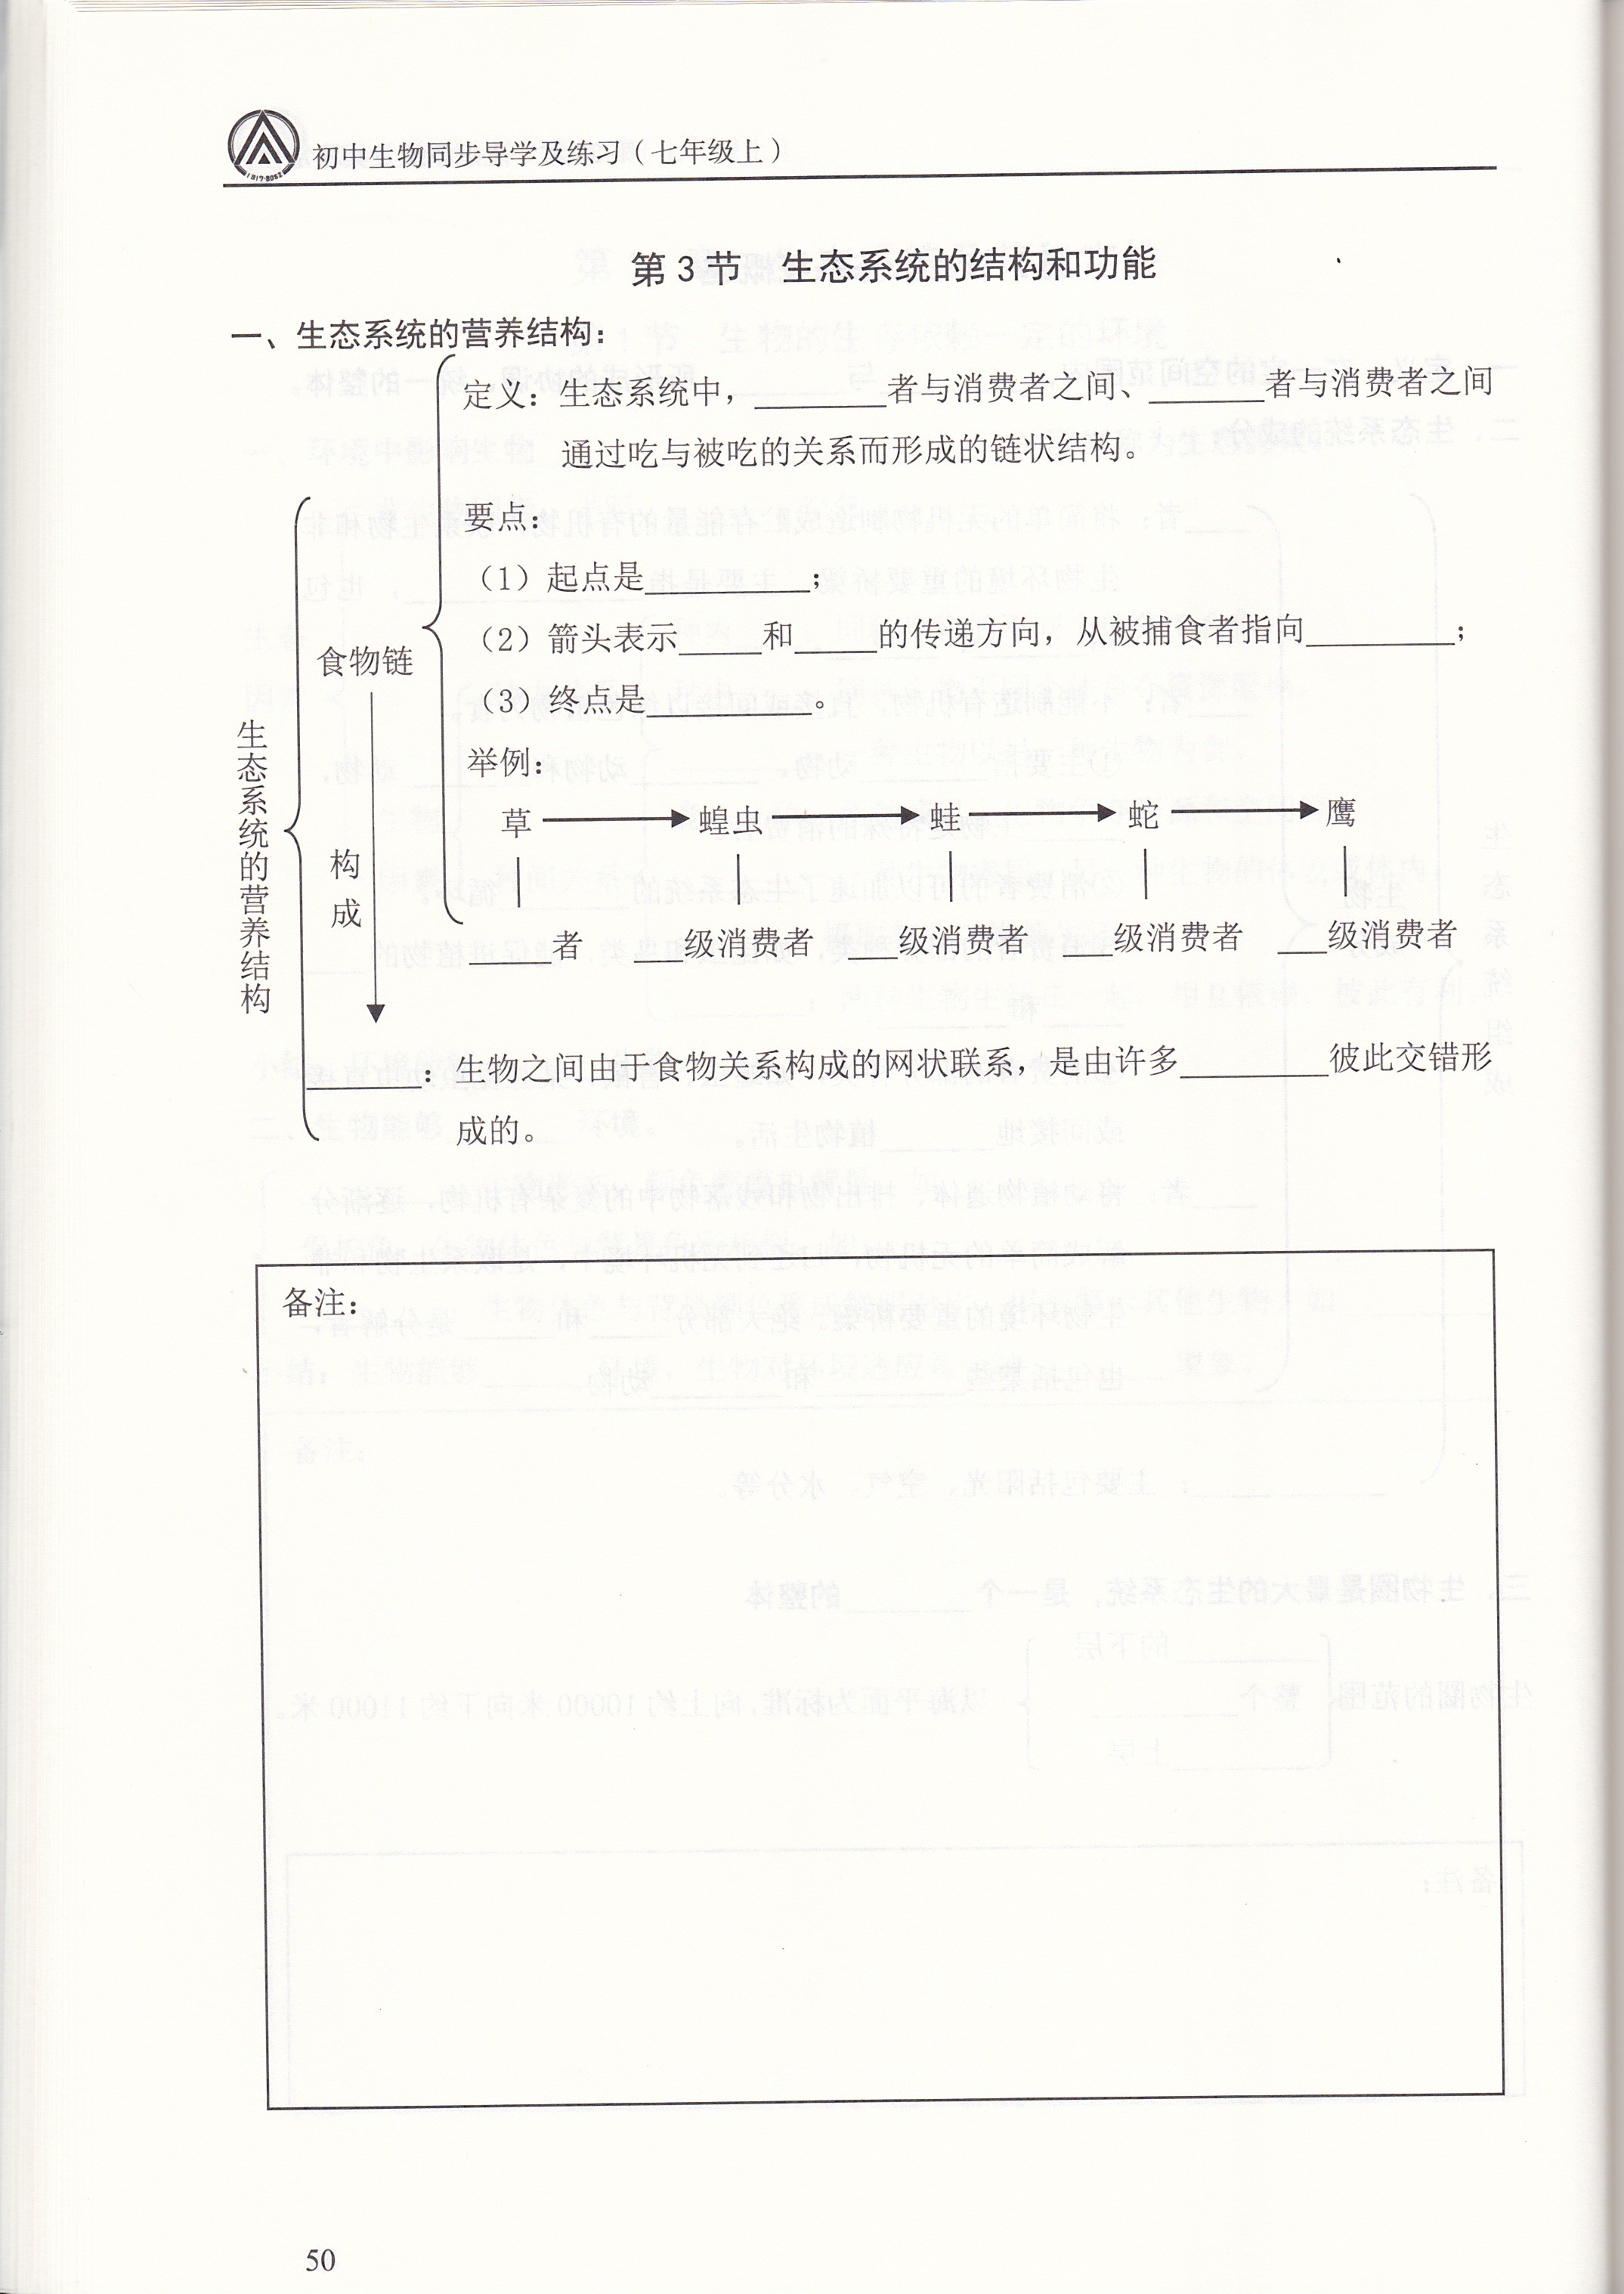 初中生物同步导学及练习（七年级上）
第3节 生态系统的结构和功能
一、生态系统的营养结构：
定义：生态系统中，________者与消费者之间、_______者与消费者之间
通过吃与被吃的关系而形成的链状结构。
要点：
（1）起点是__________；
（2）箭头表示_____和_____的传递方向，从被捕食者指向_________；
（3）终点是__________。
举例：
草 蝗虫 蛙 蛇 鹰
_____者 ___级消费者 ___级消费者 ___级消费者 ___级消费者
食物链
构成
生态系统的营养结构
_______：生物之间由于食物关系构成的网状联系，是由许多_________彼此交错形
成的。
备注：
50